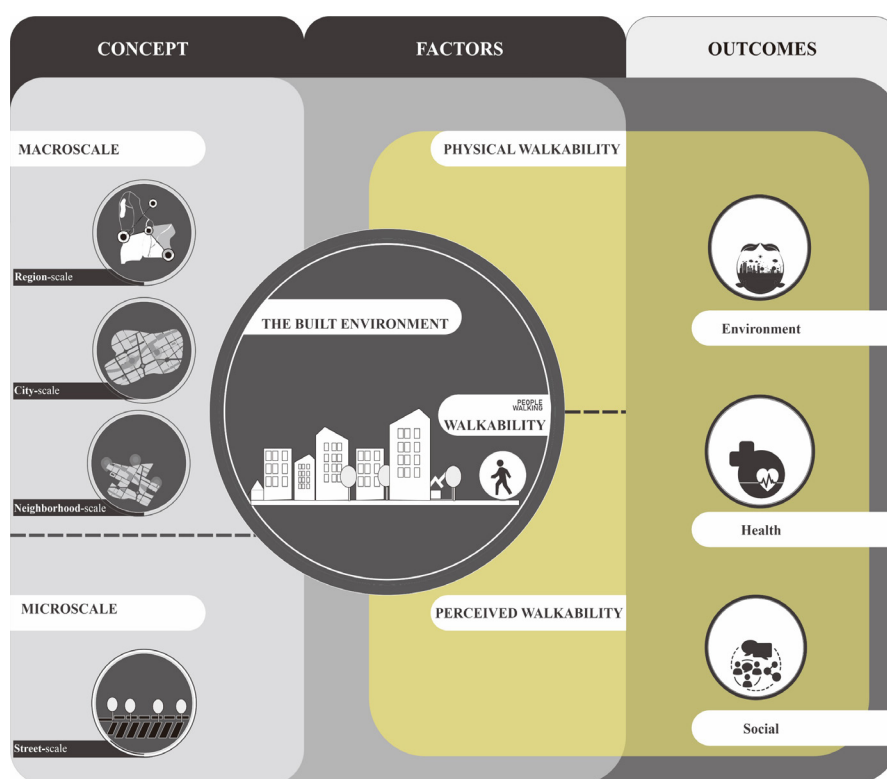 CONCEPT
FACTORS
OUTCOMES
MACROSCALE
Region-scale
City-scale
Neighborhood-scale
MICROSCALE
Street-scale
THE BUILT ENVIRONMENT
PEOPLE
WALKING
WALKABILITY
PHYSICAL WALKABILITY
PERCEIVED WALKABILITY
Environment
Health
Social